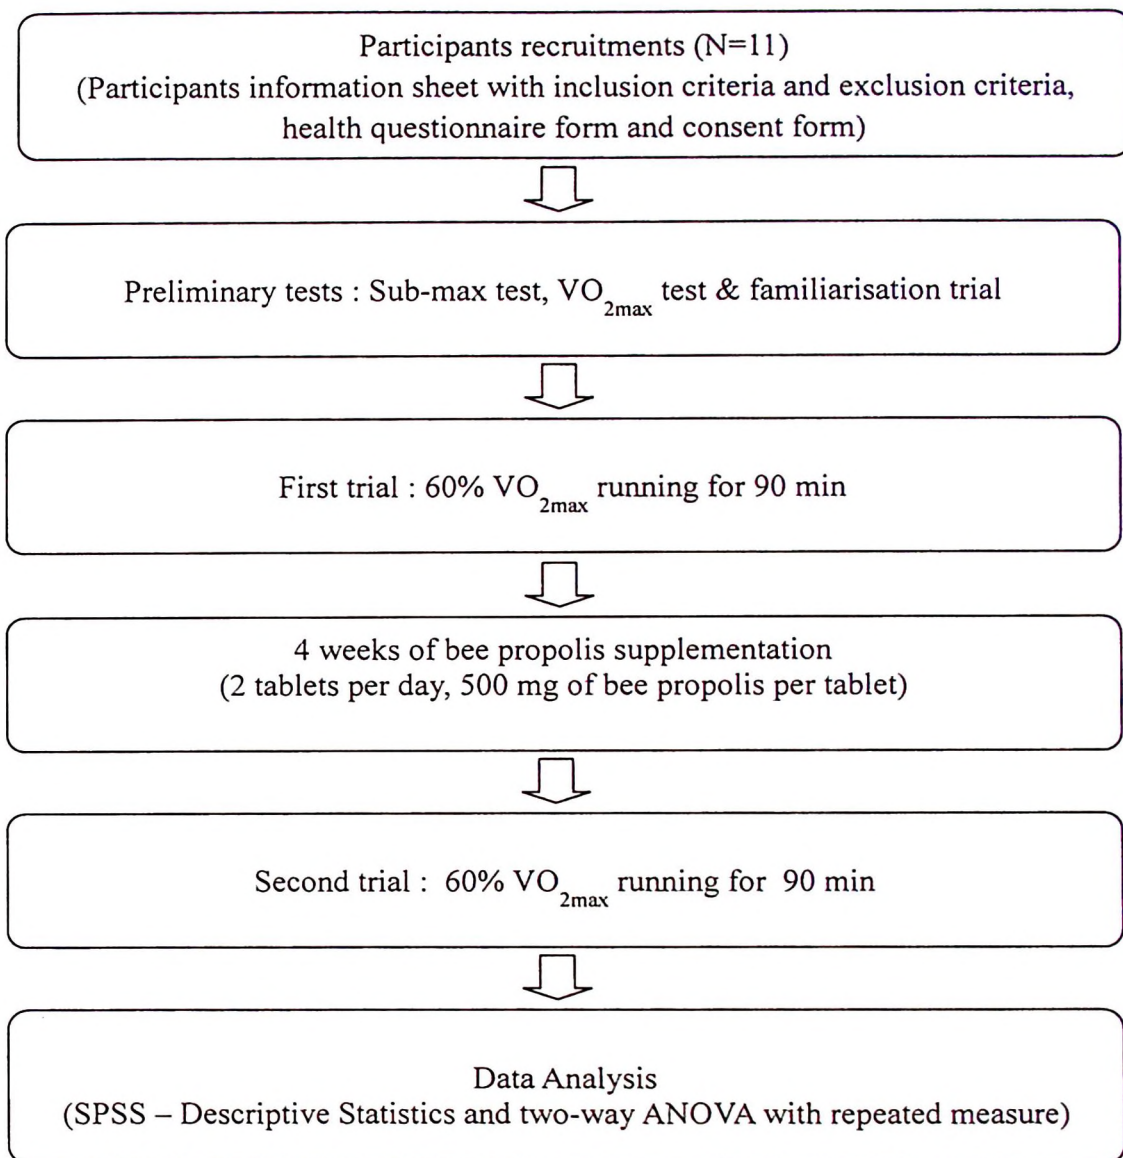 Participants recruitments (N=11)
(Participants information sheet with inclusion criteria and exclusion criteria,
health questionnaire form and consent form)
Preliminary tests : Sub-max test, VO2max test & familiarisation trial
First trial : 60% VO2max running for 90 min
4 weeks of bee propolis supplementation
(2 tablets per day, 500 mg of bee propolis per tablet)
Second trial : 60% VO2max running for 90 min
Data Analysis
(SPSS – Descriptive Statistics and two-way ANOVA with repeated measure)